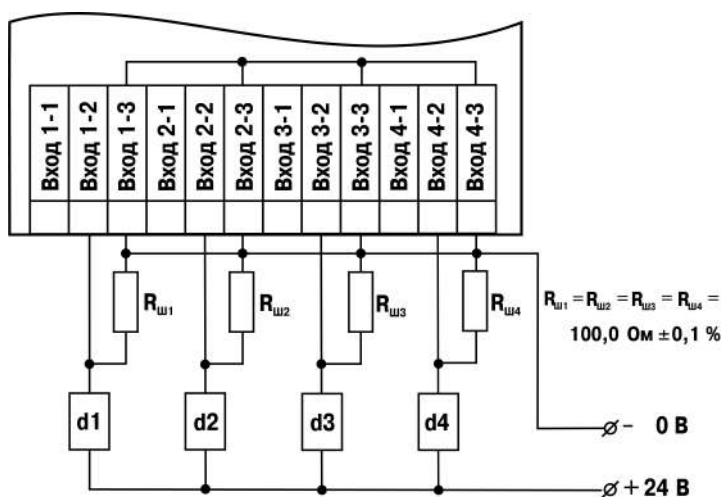 Вход 1-1
Вход 1-2
Вход 1-3
Вход 2-1
Вход 2-2
Вход 2-3
Вход 3-1
Вход 3-2
Вход 3-3
Вход 4-1
Вход 4-2
Вход 4-3
Rш1
Rш2
Rш3
Rш4
Rш1 = Rш2 = Rш3 = Rш4 =
100,0 Ом ±0,1 %
d1
d2
d3
d4
- 0 В
+ 24 В